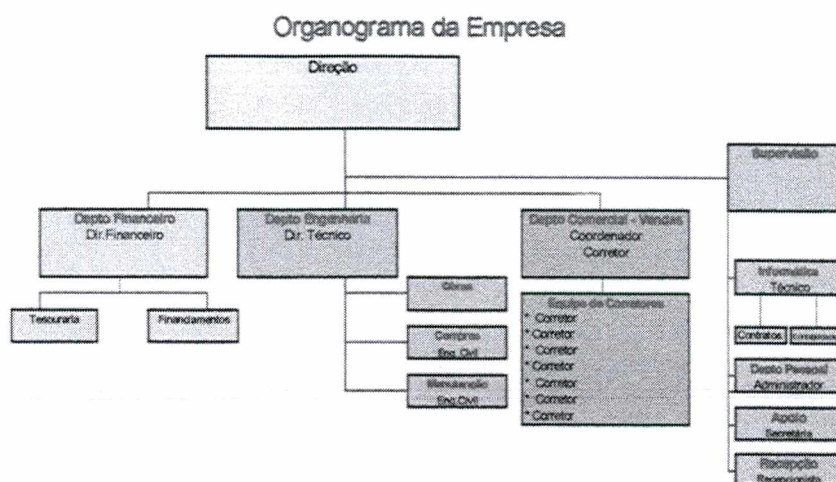 Organograma da Empresa
Direção
Supervisão
Depto Financeiro
Dir.Financeiro
Depto Engenharia
Dir. Técnico
Depto Comercial - Vendas
Coordenador
Corretor
Tesouraria
Financiamentos
Obras
Compras
Eng. Civil
Manutenção
Eng.Civil
Equipe de Corretores
* Corretor
* Corretor
* Corretor
* Corretor
* Corretor
* Corretor
* Corretor
Informática
Técnico
Contratos
Depto Pessoal
Administrador
Apoio
Secretária
Recepção
Recepcionista